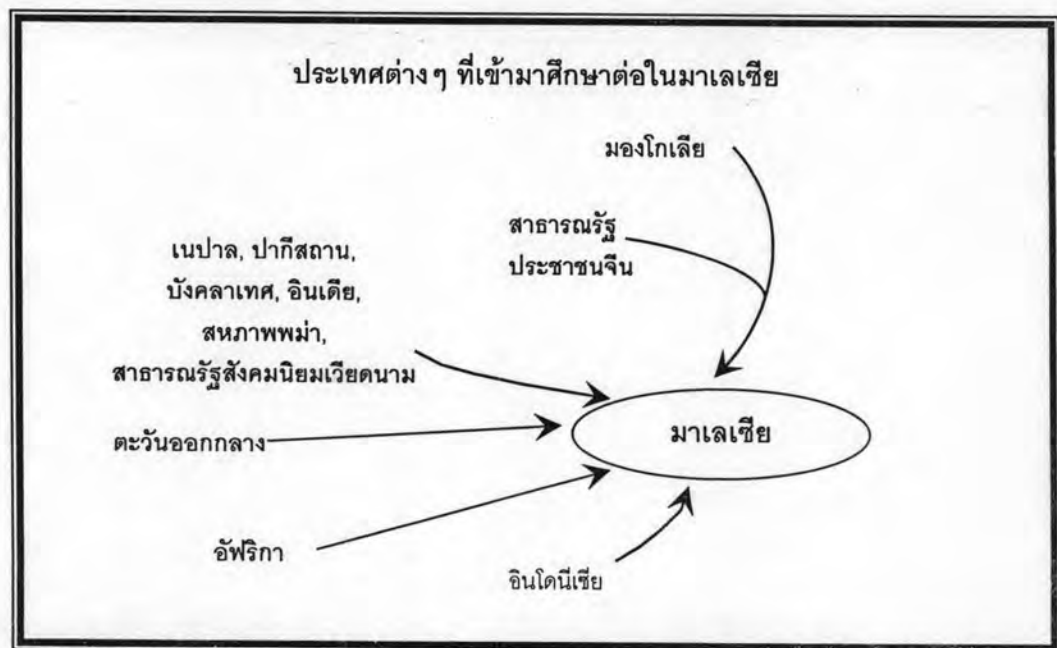 ประเทศต่างๆ ที่เข้ามาศึกษาต่อในมาเลเซีย
มองโกเลีย
สาธารณรัฐ
ประชาชนจีน
เนปาล, ปากีสถาน,
บังคลาเทศ, อินเดีย,
สหภาพพม่า,
สาธารณรัฐสังคมนิยมเวียดนาม
ตะวันออกกลาง
มาเลเซีย
อัฟริกา
อินโดนีเซีย